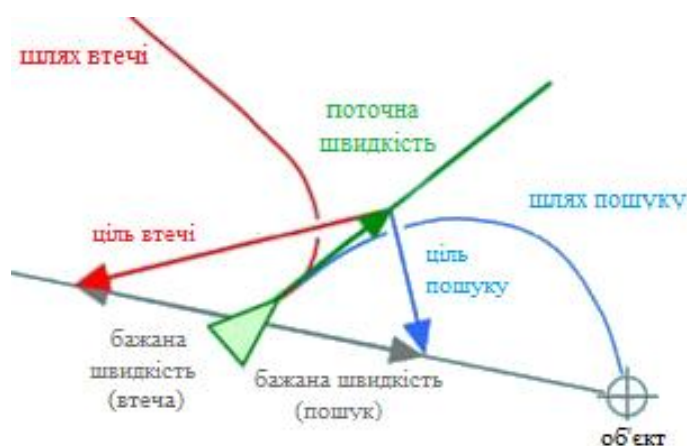 шлях втечі
поточна
швидкість
шлях пошуку
ціль втечі
ціль
пошуку
бажана
швидкість
(втеча)
бажана швидкість
(пошук)
об'єкт